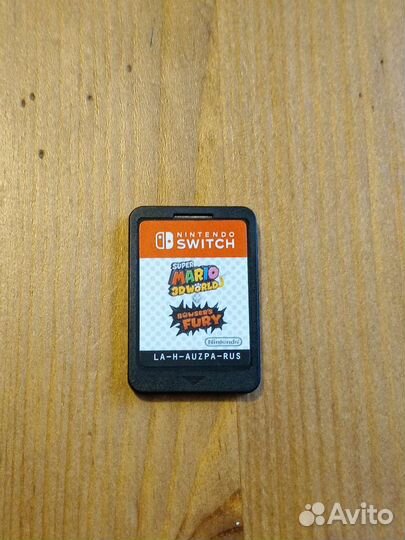 NINTENDO
SWITCH
SUPER
MARIO
3D WORLD
+
BOWSER'S
FURY
Nintendo
LA-H-AUZPA-RUS
Avito